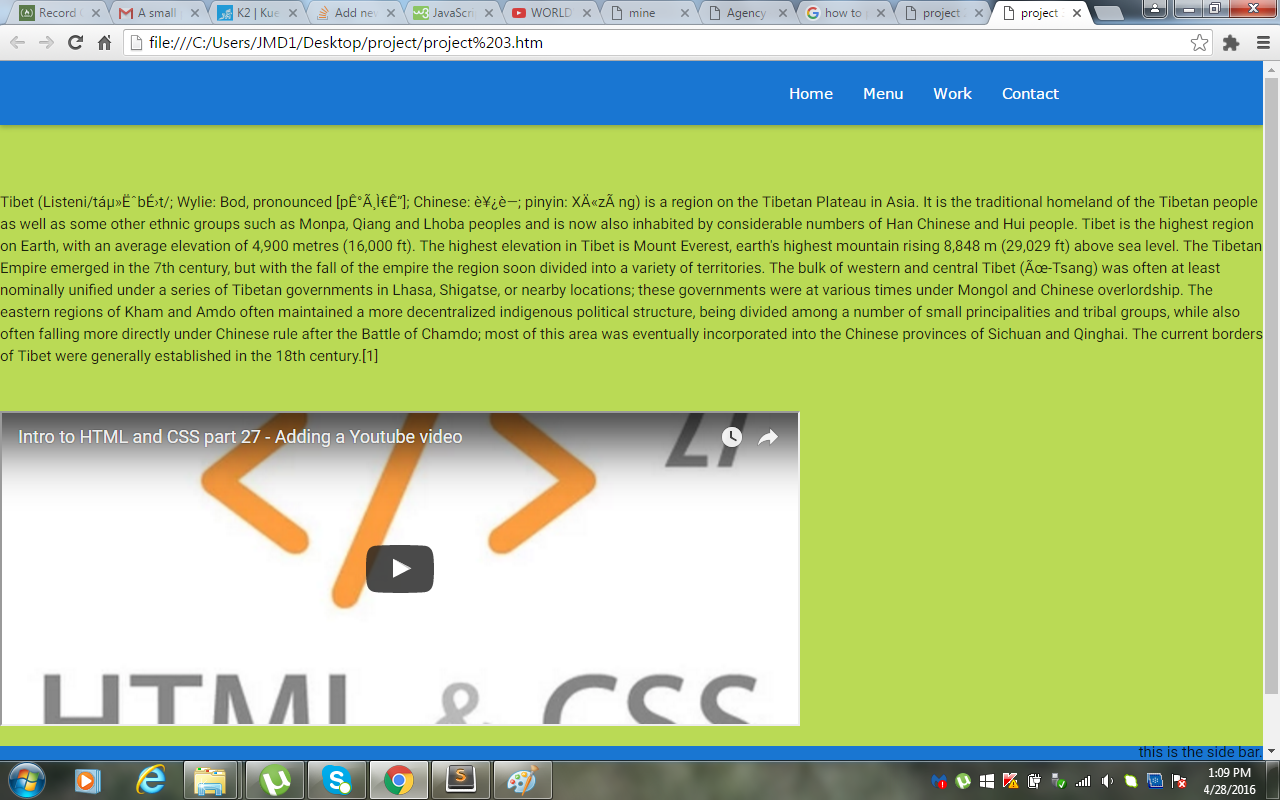 Record
A small
K2 | Kue
Add nev
JavaScri
WORLD
mine
Agency
how to
project
project
file:///C:/Users/JMD1/Desktop/project/project%203.htm
Home Menu Work Contact
Tibet (Listeni/táµ»ËˆbÉ›t/; Wylie: Bod, pronounced [pÊ°Ã¸Ì€Ê”]; Chinese: è¥¿è—; pinyin: XÄ«zÃ ng) is a region on the Tibetan Plateau in Asia. It is the traditional homeland of the Tibetan people
as well as some other ethnic groups such as Monpa, Qiang and Lhoba peoples and is now also inhabited by considerable numbers of Han Chinese and Hui people. Tibet is the highest region
on Earth, with an average elevation of 4,900 metres (16,000 ft). The highest elevation in Tibet is Mount Everest, earth's highest mountain rising 8,848 m (29,029 ft) above sea level. The Tibetan
Empire emerged in the 7th century, but with the fall of the empire the region soon divided into a variety of territories. The bulk of western and central Tibet (Ãœ-Tsang) was often at least
nominally unified under a series of Tibetan governments in Lhasa, Shigatse, or nearby locations; these governments were at various times under Mongol and Chinese overlordship. The
eastern regions of Kham and Amdo often maintained a more decentralized indigenous political structure, being divided among a number of small principalities and tribal groups, while also
often falling more directly under Chinese rule after the Battle of Chamdo; most of this area was eventually incorporated into the Chinese provinces of Sichuan and Qinghai. The current borders
of Tibet were generally established in the 18th century.[1]
Intro to HTML and CSS part 27 - Adding a Youtube video
27
</>
HTML & CSS
this is the side bar
1:09 PM
4/28/2016